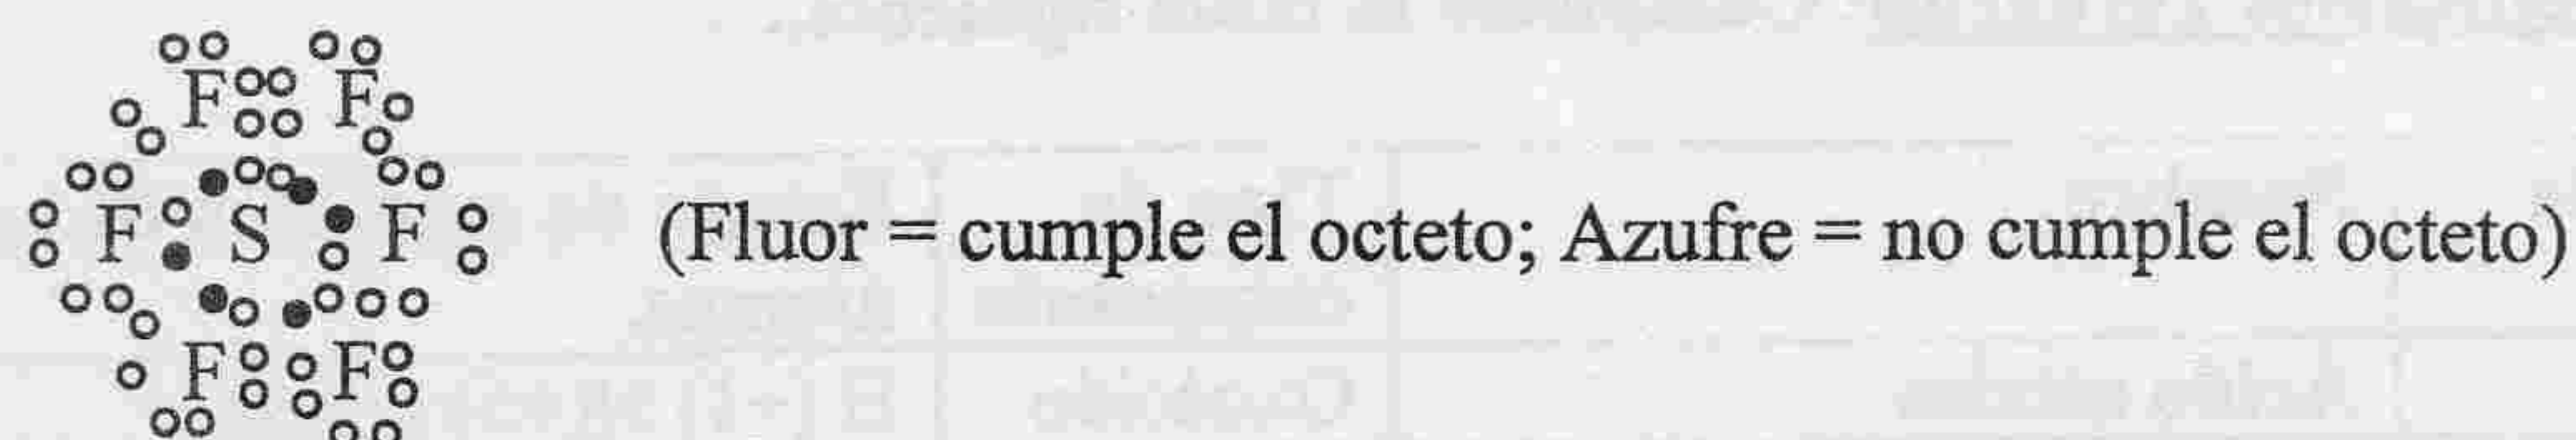 F F
F S F (Fluor = cumple el octeto; Azufre = no cumple el octeto)
F F